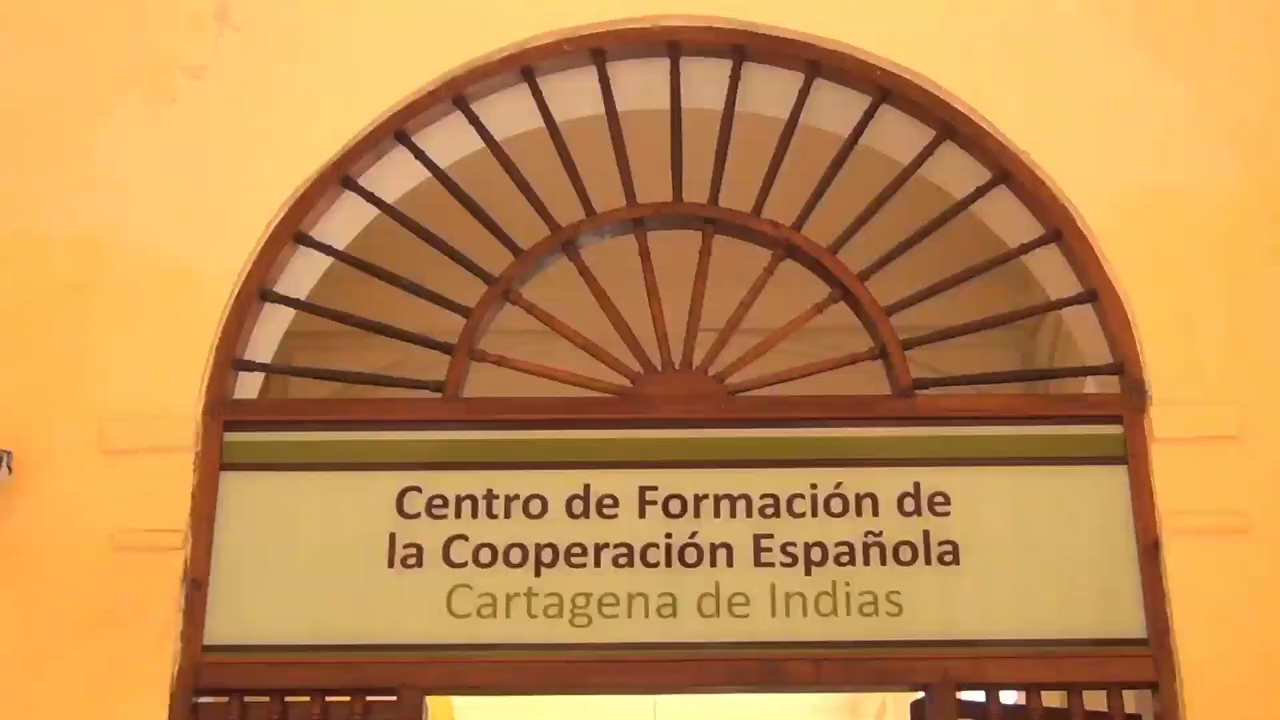 Centro de Formación de
la Cooperación Española
Cartagena de Indias